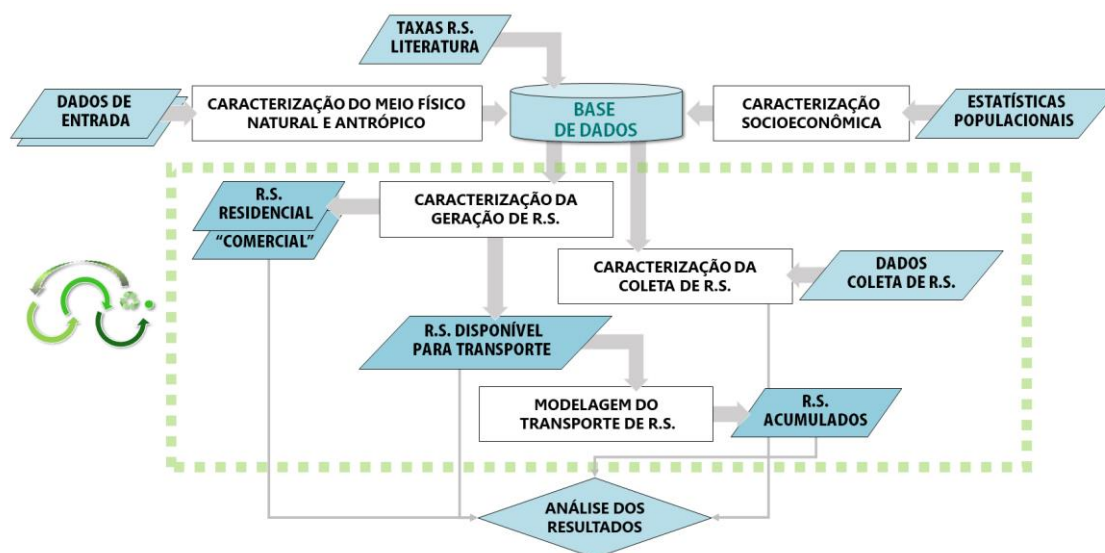 TAXAS R.S.
LITERATURA
DADOS DE
ENTRADA
CARACTERIZAÇÃO DO MEIO FÍSICO
NATURAL E ANTRÓPICO
BASE
DE DADOS
CARACTERIZAÇÃO
SOCIOECONÔMICA
ESTATÍSTICAS
POPULACIONAIS
R.S.
RESIDENCIAL
“COMERCIAL”
CARACTERIZAÇÃO DA
GERAÇÃO DE R.S.
CARACTERIZAÇÃO DA
COLETA DE R.S.
DADOS
COLETA DE R.S.
R.S. DISPONÍVEL
PARA TRANSPORTE
MODELAGEM DO
TRANSPORTE DE R.S.
R.S.
ACUMULADOS
ANÁLISE DOS
RESULTADOS